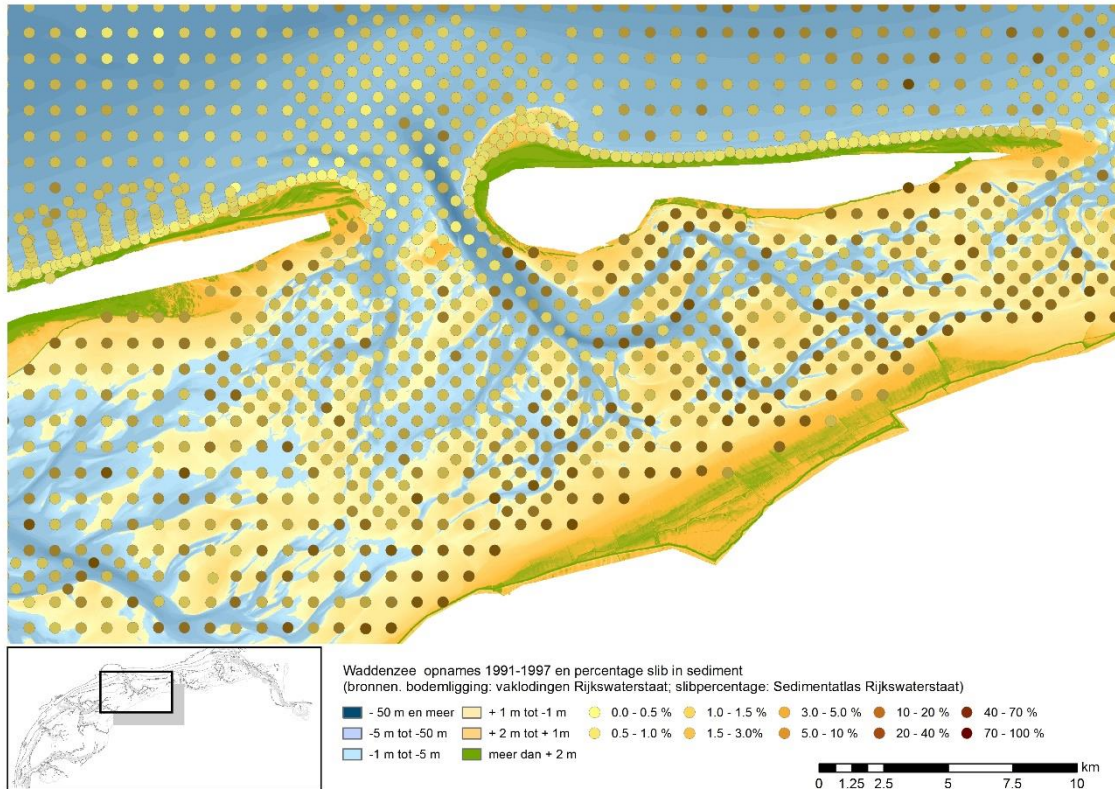 Waddenzee opnames 1991-1997 en percentage slib in sediment
(bronnen. bodemligging: vaklodingen Rijkswaterstaat; slibpercentage: Sedimentatlas Rijkswaterstaat)
- 50 m en meer + 1 m tot -1 m 0.0 - 0.5 % 1.0 - 1.5 % 3.0 - 5.0 % 10 - 20 % 40 - 70 %
-5 m tot -50 m + 2 m tot + 1m 0.5 - 1.0 % 1.5 - 3.0% 5.0 - 10 % 20 - 40 % 70 - 100 %
-1 m tot -5 m meer dan + 2 m
km
0 1.25 2.5 5 7.5 10